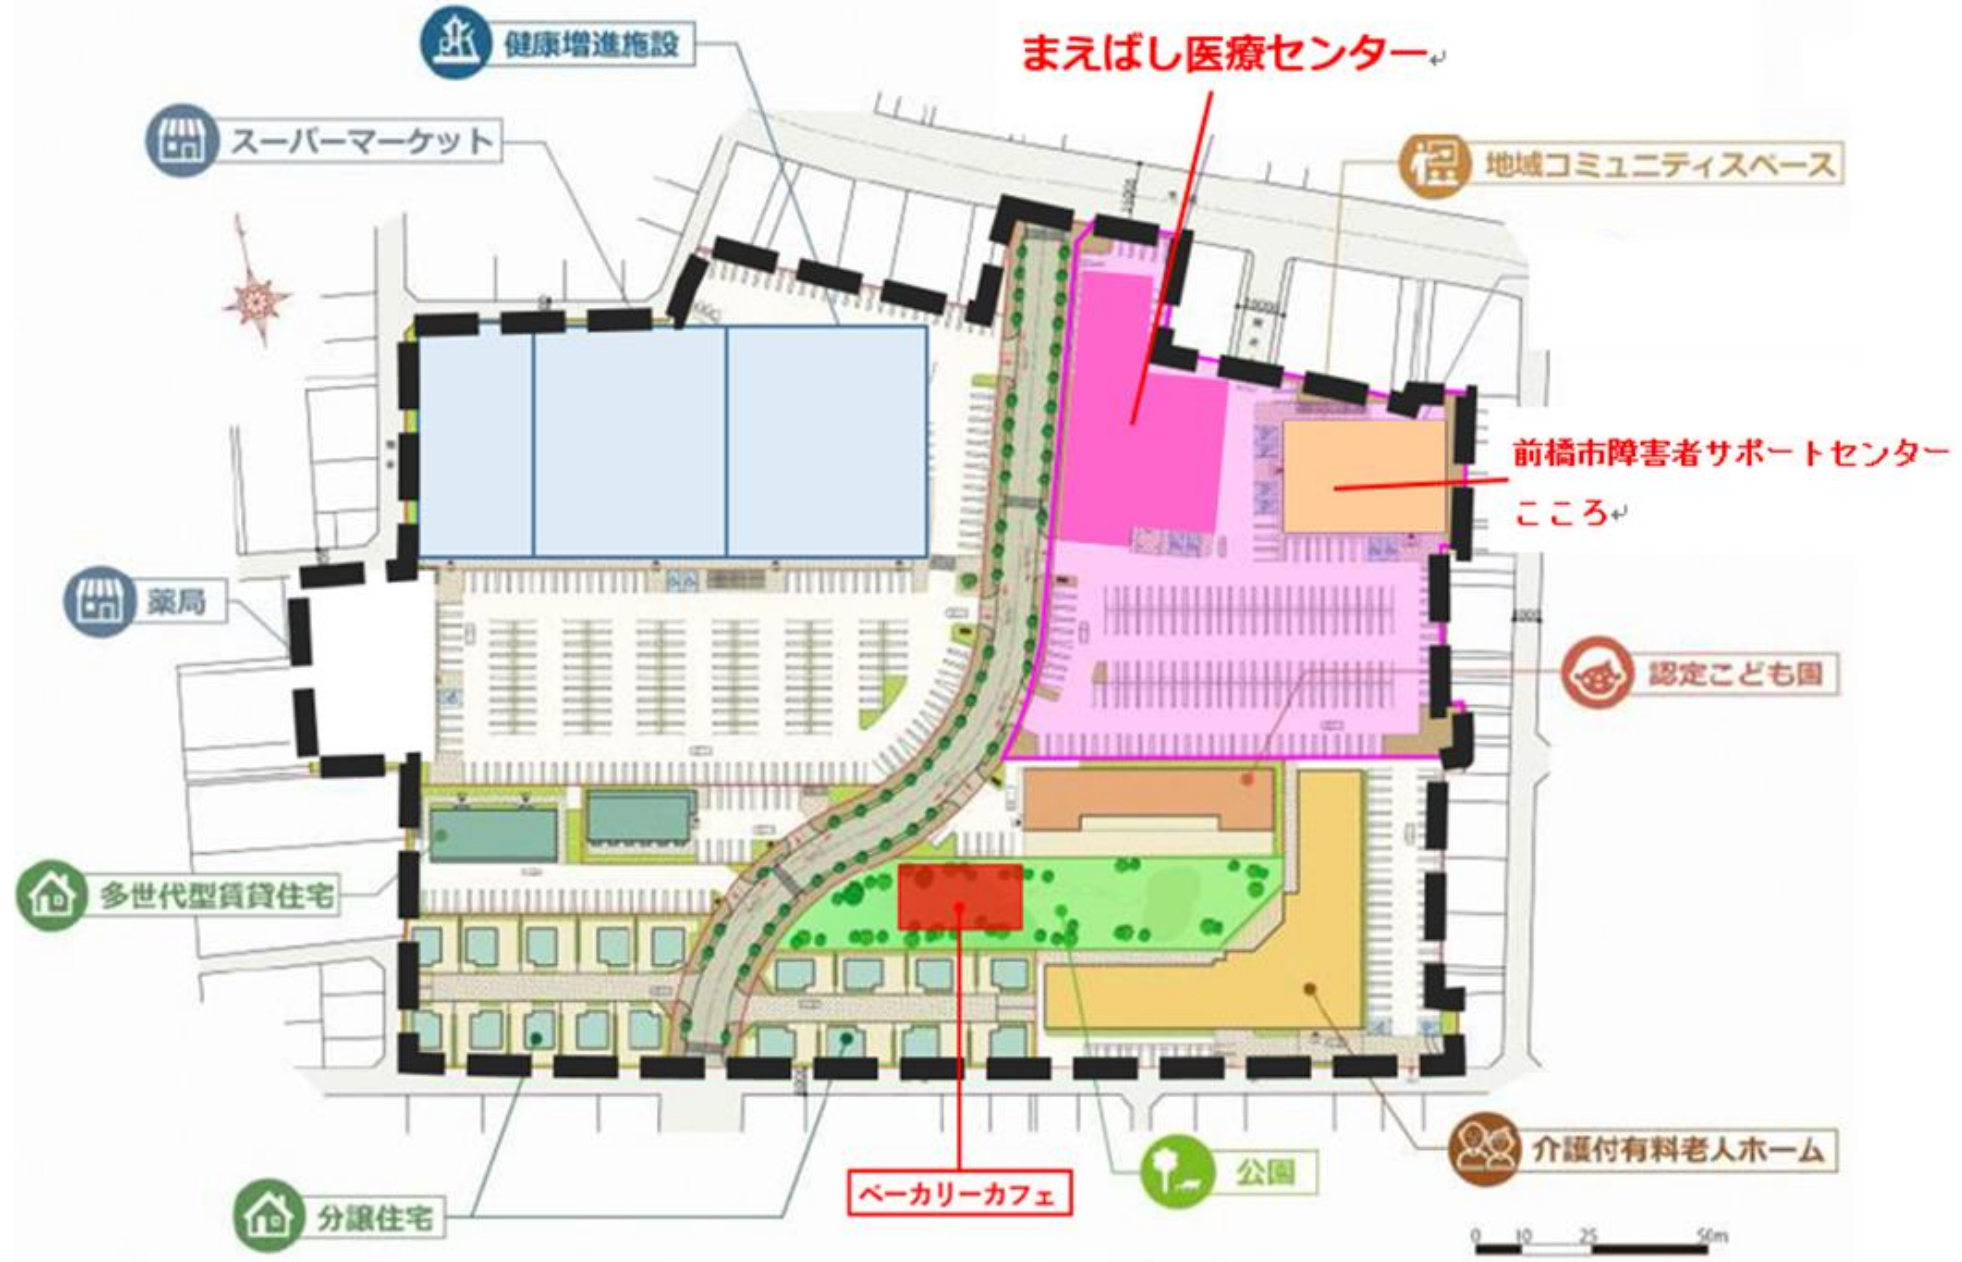 健康増進施設
まえばし医療センター
スーパーマーケット
地域コミュニティスペース
前橋市障害者サポートセンター
こころ
薬局
認定こども園
多世代型賃貸住宅
介護付有料老人ホーム
公園
ベーカリーカフェ
分譲住宅
0 10 25 50m